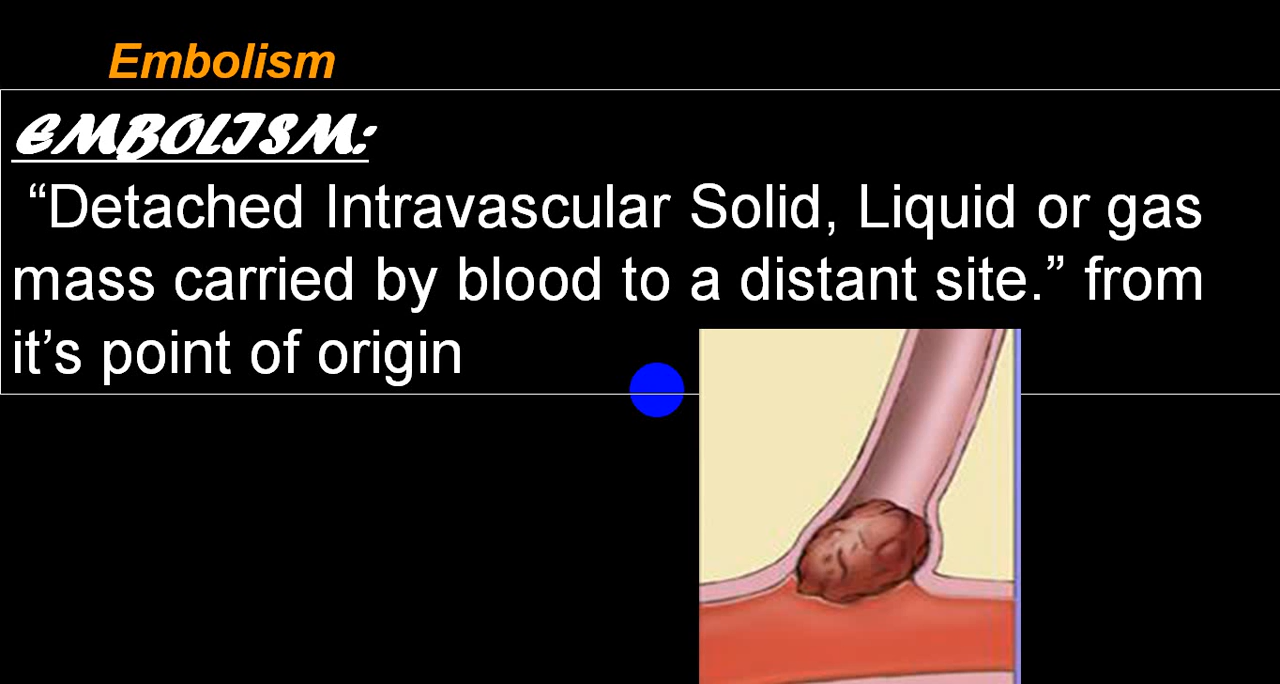 Embolism
EMBOLISM:
“Detached Intravascular Solid, Liquid or gas
mass carried by blood to a distant site.” from
it’s point of origin